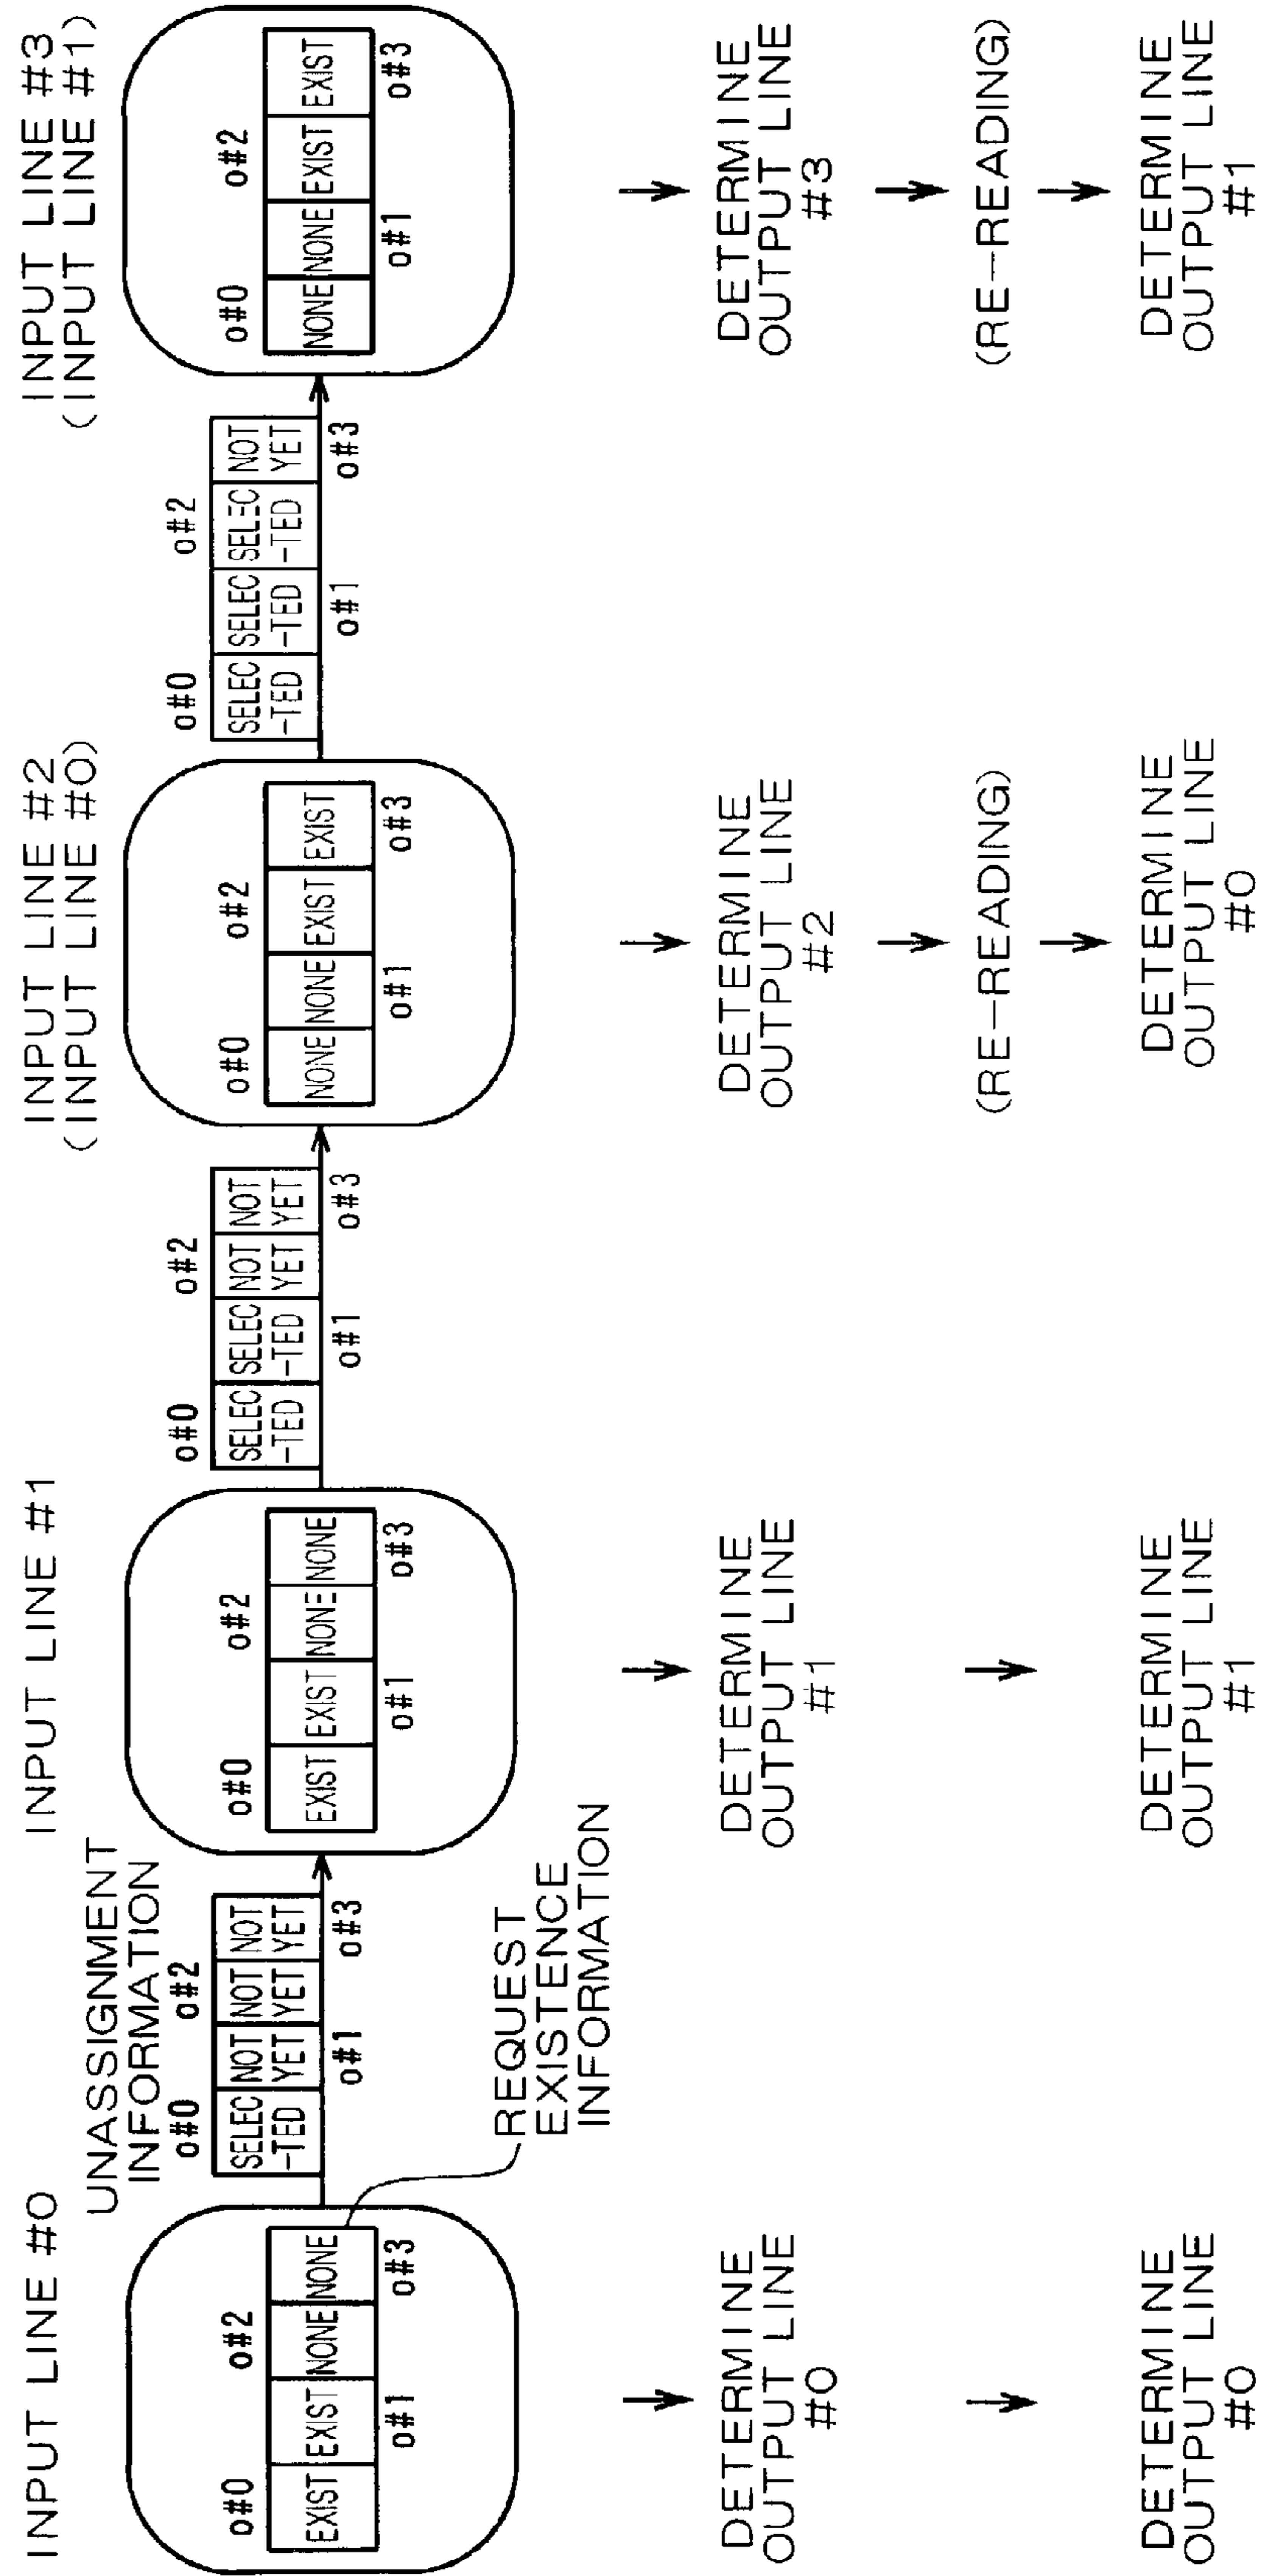 INPUT LINE #0
o#0
o#2
EXIST EXIST NONE NONE
o#1
o#3
UNASSIGNMENT
INFORMATION
o#0
o#2
SELEC NOT NOT NOT
-TED YET YET YET
o#1
o#3
REQUEST
EXISTENCE
INFORMATION
DETERMINE
OUTPUT LINE
#0
DETERMINE
OUTPUT LINE
#0
INPUT LINE #1
o#0
o#2
EXIST EXIST NONE NONE
o#1
o#3
o#0
o#2
SELEC SELEC NOT NOT
-TED -TED YET YET
o#1
o#3
DETERMINE
OUTPUT LINE
#1
DETERMINE
OUTPUT LINE
#1
INPUT LINE #2
(INPUT LINE #0)
o#0
o#2
NONE NONE EXIST EXIST
o#1
o#3
o#0
o#2
SELEC SELEC SELEC NOT
-TED -TED -TED YET
o#1
o#3
DETERMINE
OUTPUT LINE
#2
(RE-READING)
DETERMINE
OUTPUT LINE
#0
INPUT LINE #3
(INPUT LINE #1)
o#0
o#2
NONE NONE EXIST EXIST
o#1
o#3
DETERMINE
OUTPUT LINE
#3
(RE-READING)
DETERMINE
OUTPUT LINE
#1